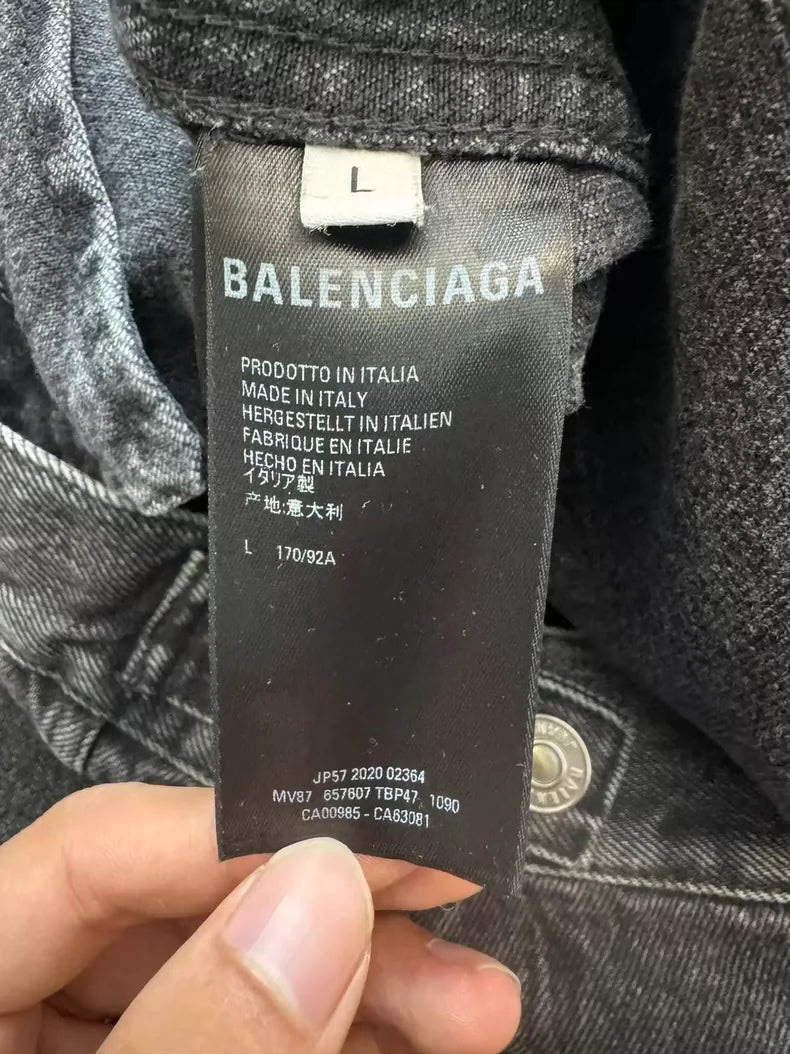 L
BALENCIAGA
PRODOTTO IN ITALIA
MADE IN ITALY
HERGESTELLT IN ITALIEN
FABRIQUE EN ITALIE
HECHO EN ITALIA
イタリア製
产地:意大利
L 170/92A
JP57 2020 02364
MV87 657607 TBP47 1090
CA00985 - CA63081